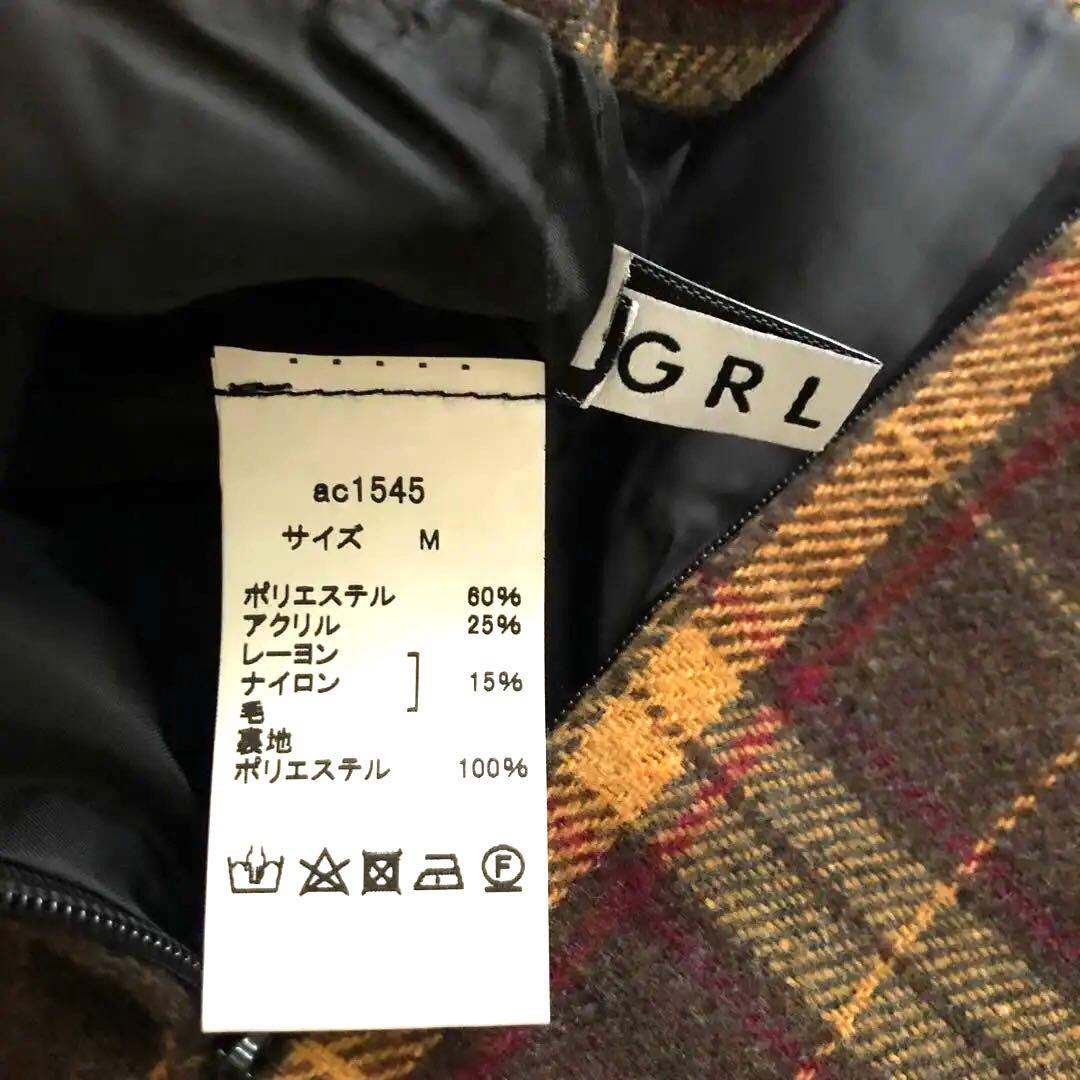 GRL
ac1545
サイズ M
ポリエステル 60%
アクリル 25%
レーヨン
ナイロン 15%
毛
裏地
ポリエステル 100%
F